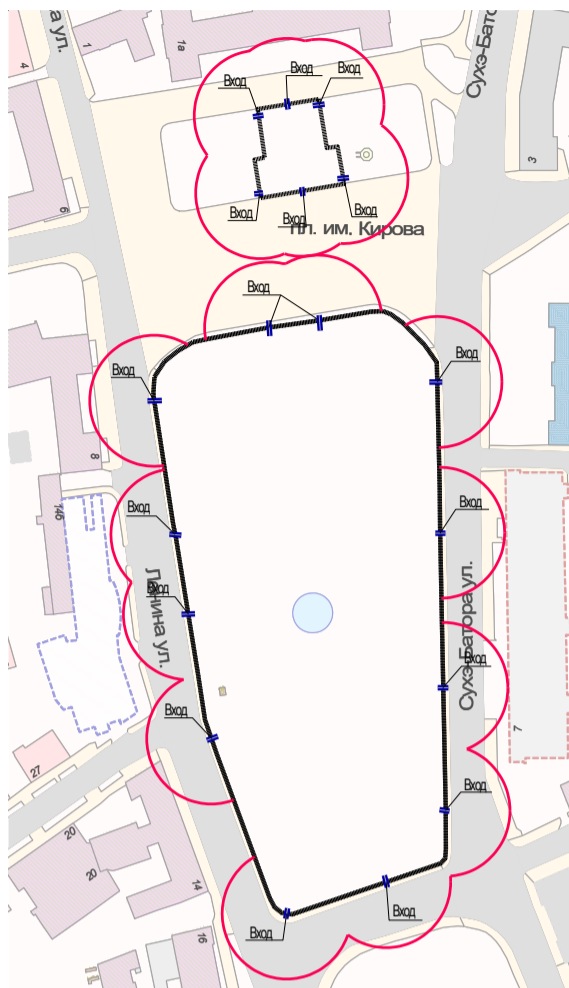 а ул.
Сухэ-Бато
1
1а
4
Вход
Вход
Вход
3
6
Вход
Вход
Вход
пл. им. Кирова
Вход
Вход
Вход
8
14б
Вход
Вход
Вход
Ленина ул.
Сухэ-Батора ул.
Вход
7
Вход
27
Вход
20
20
14
16
Вход
Вход